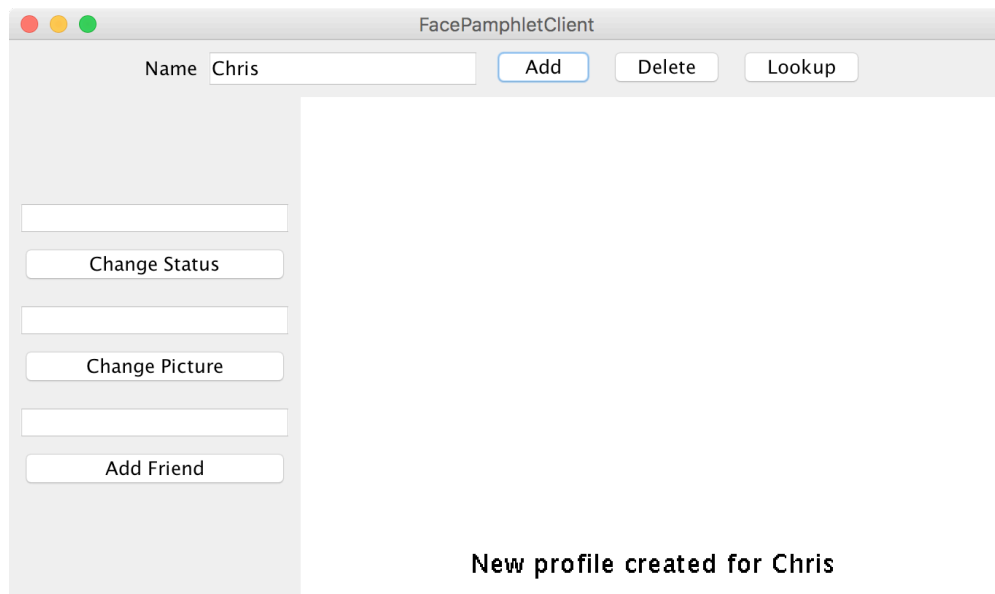 FacePamphletClient
Name Chris Add Delete Lookup
Change Status
Change Picture
Add Friend
New profile created for Chris